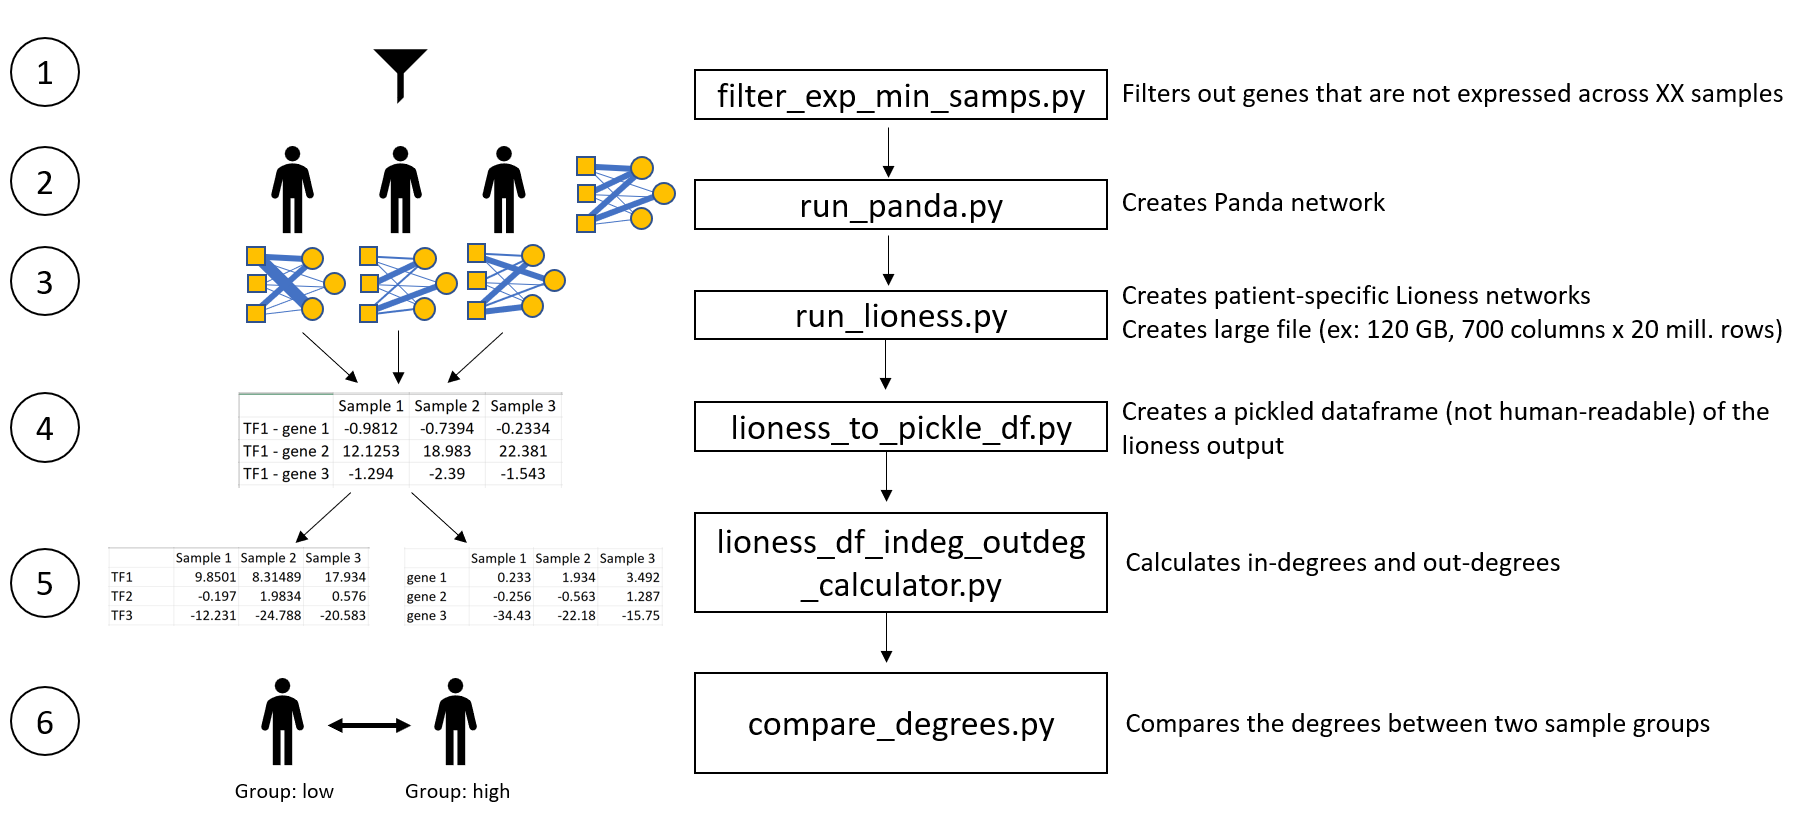 1
filter_exp_min_samps.py
Filters out genes that are not expressed across XX samples
2
run_panda.py
Creates Panda network
3
run_lioness.py
Creates patient-specific Lioness networks
Creates large file (ex: 120 GB, 700 columns x 20 mill. rows)
4
Sample 1 Sample 2 Sample 3
TF1 - gene 1 -0.9812 -0.7394 -0.2334
TF1 - gene 2 12.1253 18.983 22.381
TF1 - gene 3 -1.294 -2.39 -1.543
lioness_to_pickle_df.py
Creates a pickled dataframe (not human-readable) of the
lioness output
5
Sample 1 Sample 2 Sample 3
TF1 9.8501 8.31489 17.934
TF2 -0.197 1.9834 0.576
TF3 -12.231 -24.788 -20.583
Sample 1 Sample 2 Sample 3
gene 1 0.233 1.934 3.492
gene 2 -0.256 -0.563 1.287
gene 3 -34.43 -22.18 -15.75
lioness_df_indeg_outdeg
_calculator.py
Calculates in-degrees and out-degrees
6
Group: low
Group: high
compare_degrees.py
Compares the degrees between two sample groups